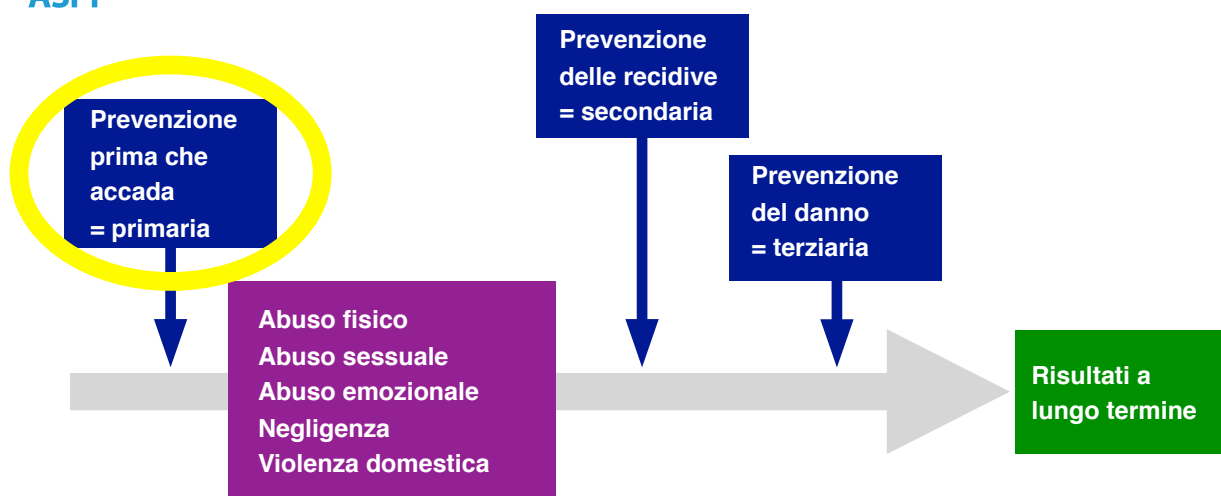 Prevenzione
prima che
accada
= primaria
Prevenzione
delle recidive
= secondaria
Prevenzione
del danno
= terziaria
Abuso fisico
Abuso sessuale
Abuso emozionale
Negligenza
Violenza domestica
Risultati a
lungo termine